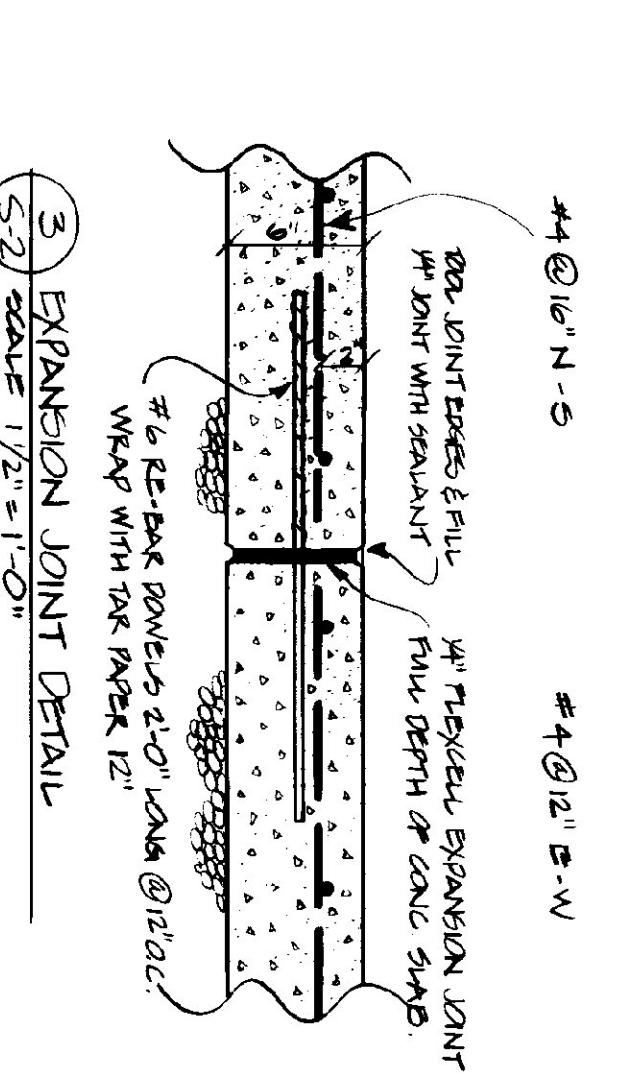 #4 @ 16" N-S
#4 @ 12" E-W
TOOL JOINT EDGES & FILL
1/4" JOINT WITH SEALANT
1/4" FLEXCELL EXPANSION JOINT
FULL DEPTH OF CONC. SLAB.
6"
2"
#6 RE-BAR DOWELS 2'-0" LONG @ 12" O.C.
WRAP WITH TAR PAPER 12"
3
S-2
EXPANSION JOINT DETAIL
SCALE 1 1/2" = 1'-0"